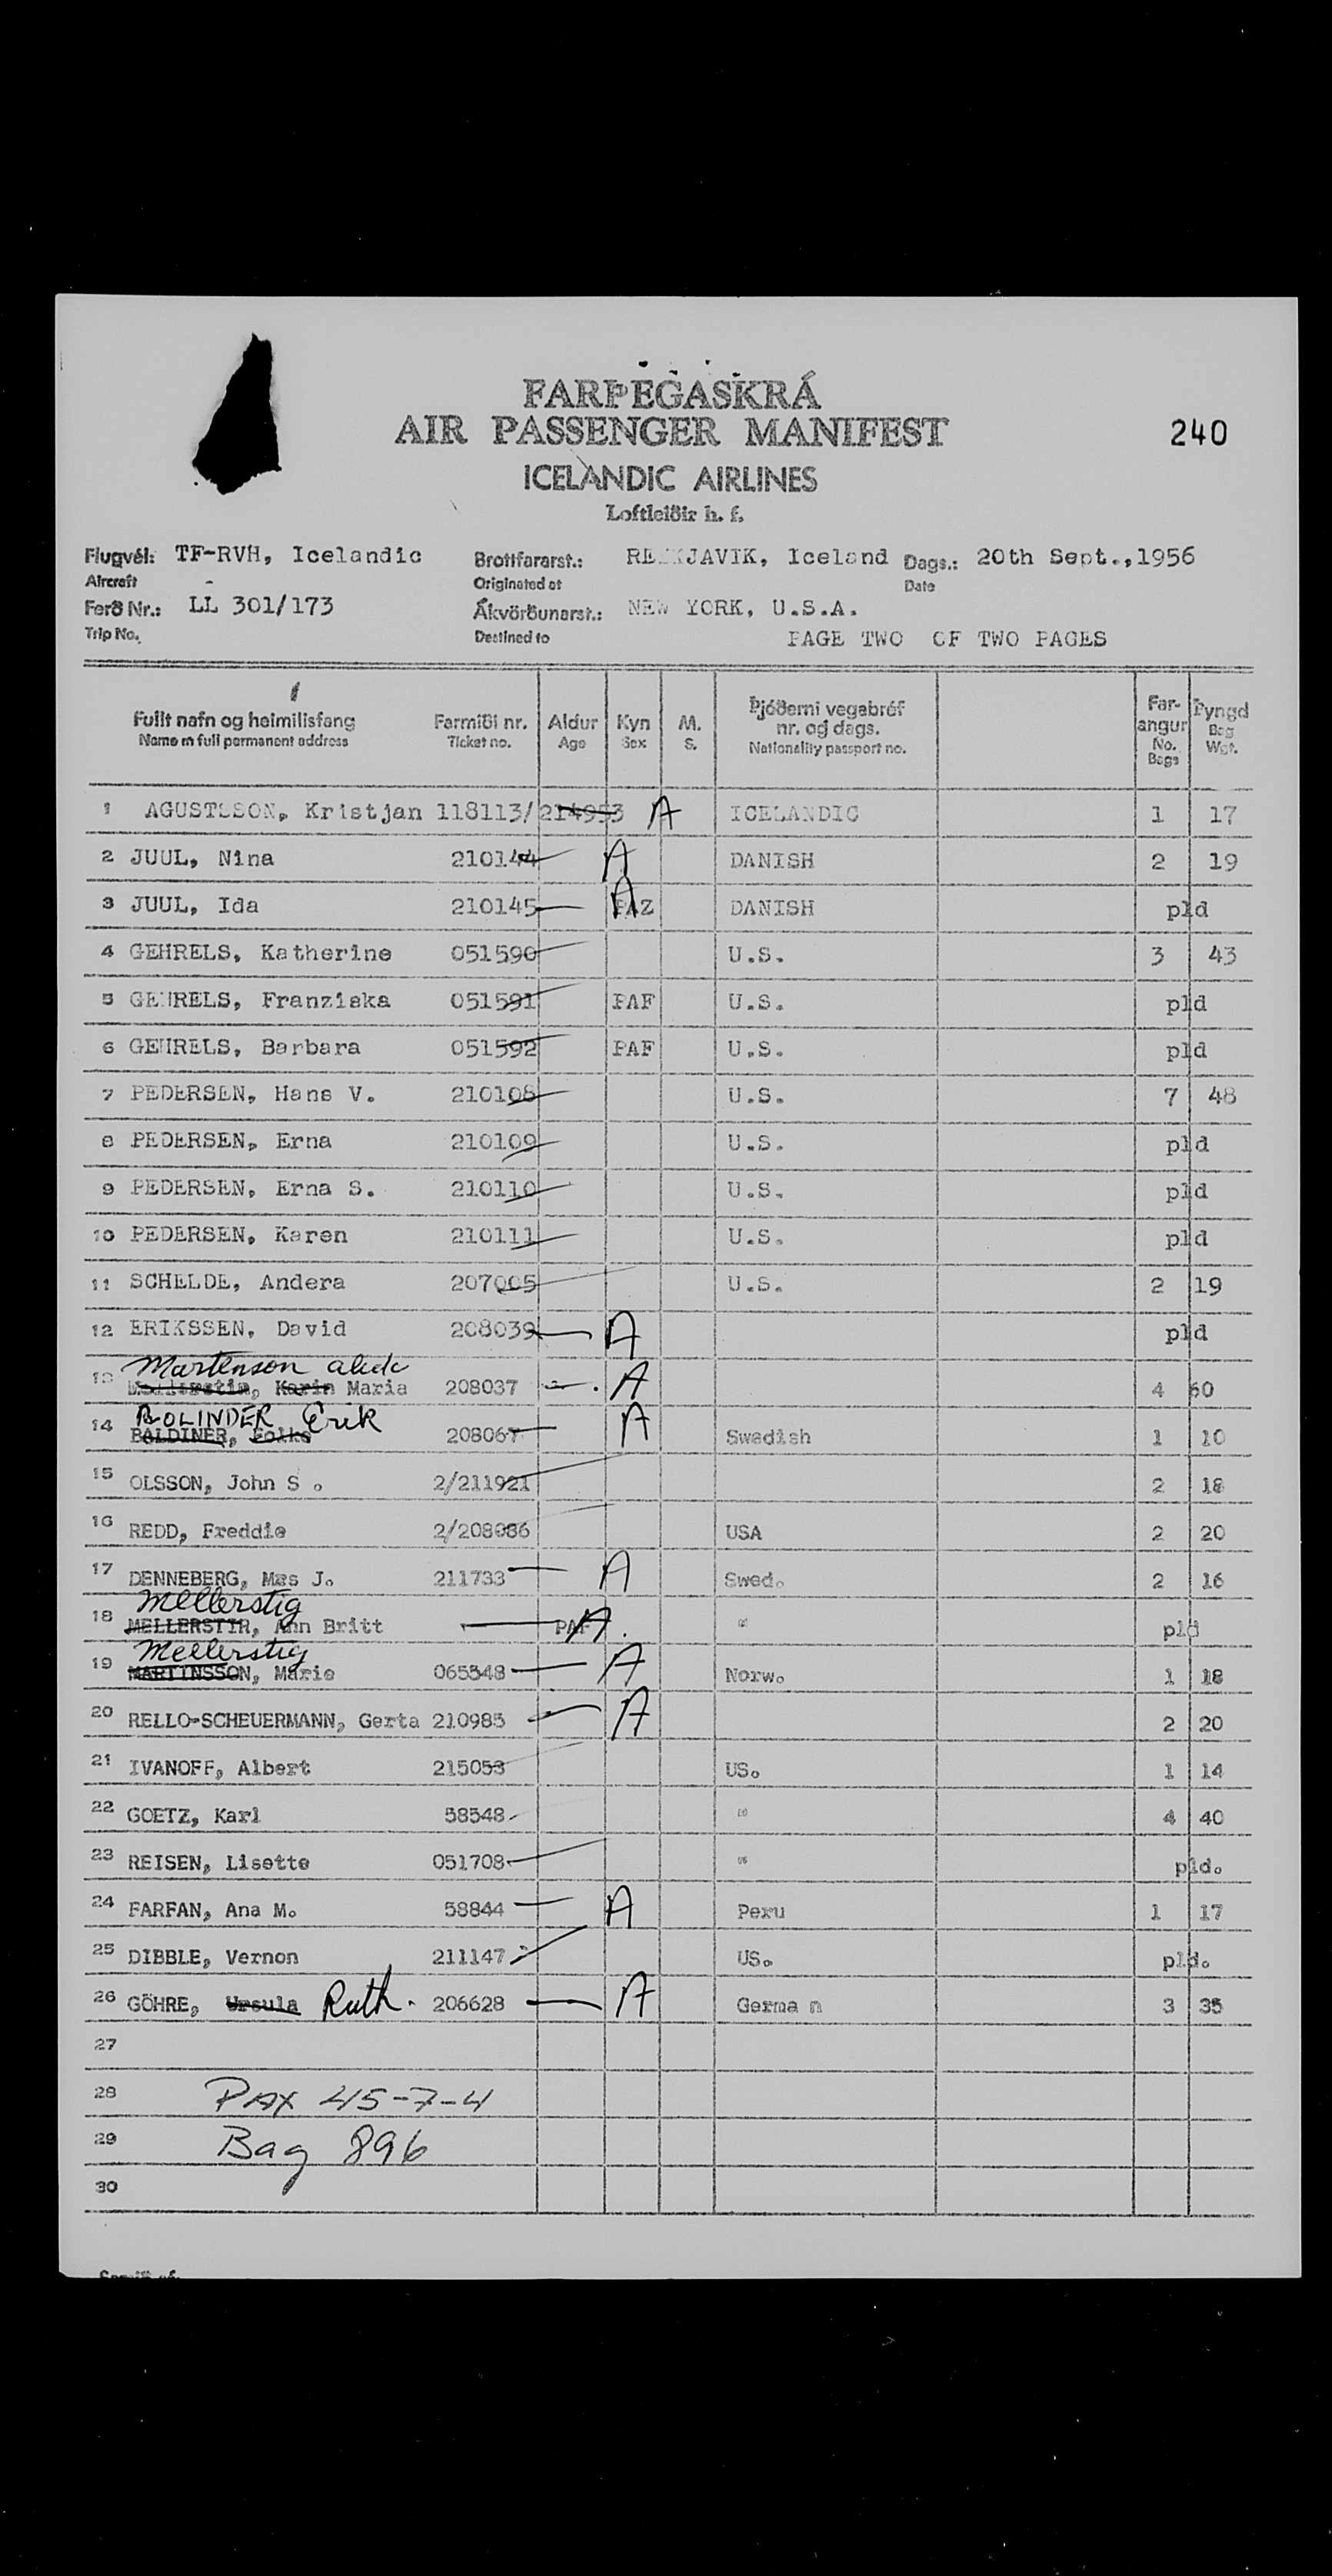 FARÞEGASKRÁ
AIR PASSENGER MANIFEST
240
ICELANDIC AIRLINES
Loftleiðir h. f.
Flugvél: TF-RVH, Icelandic Brottfararst.: REKJAVIK, Iceland Dags.: 20th Sept.,1956
Aircraft Originated at Date
Ferð Nr.: LL 301/173 Ákvörðunarst.: NEW YORK, U.S.A.
Trip No. Destined to PAGE TWO OF TWO PAGES
Fullt nafn og heimilisfang Farmiði nr. Aldur Kyn M. Þjóðerni vegabréf nr. og dags. Far-angur Þyngd
Name in full permanent address Ticket no. Age Sex S. Nationality passport no. No. Bags Bag Wgt.
1 AGUSTSSON, Kristjan 118113/214953 A ICELANDIC 1 17
2 JUUL, Nina 210144 A DANISH 2 19
3 JUUL, Ida 210145 A PAZ DANISH pld
4 GEHRELS, Katherine 051590 U.S. 3 43
5 GEHRELS, Franziska 051591 PAF U.S. pld
6 GEHRELS, Barbara 051592 PAF U.S. pld
7 PEDERSEN, Hans V. 210108 U.S. 7 48
8 PEDERSEN, Erna 210109 U.S. pld
9 PEDERSEN, Erna S. 210110 U.S. pld
10 PEDERSEN, Karen 210111 U.S. pld
11 SCHELDE, Andera 207005 U.S. 2 19
12 ERIKSSEN, David 208039 A pld
Martenson
13 Karin Maria 208037 A 4 60
BOLINDER Erik
14 BALDINER, Folke 208067 A Swedish 1 10
15 OLSSON, John S . 2/211921 2 18
16 REDD, Freddie 2/208086 USA 2 20
17 DENNEBERG, Mas J. 211733 A Swed. 2 16
Mellerstig
18 MELLERSTIR, Ann Britt PAF A. " pld
Mellerstig
19 MARTINSSON, Marie 065548 A Norw. 1 18
20 RELLO-SCHEUERMANN, Gerta 210985 A 2 20
21 IVANOFF, Albert 215053 US. 1 14
22 GOETZ, Karl 58548 " 4 40
23 REISEN, Lisette 051708 " pld.
24 FARFAN, Ana M. 58844 A Peru 1 17
25 DIBBLE, Vernon 211147 US. pld.
26 GÖHRE, Ursula Ruth. 206628 A Germa n 3 35
27
28 PAX 45-7-4
29 Bag 896
30